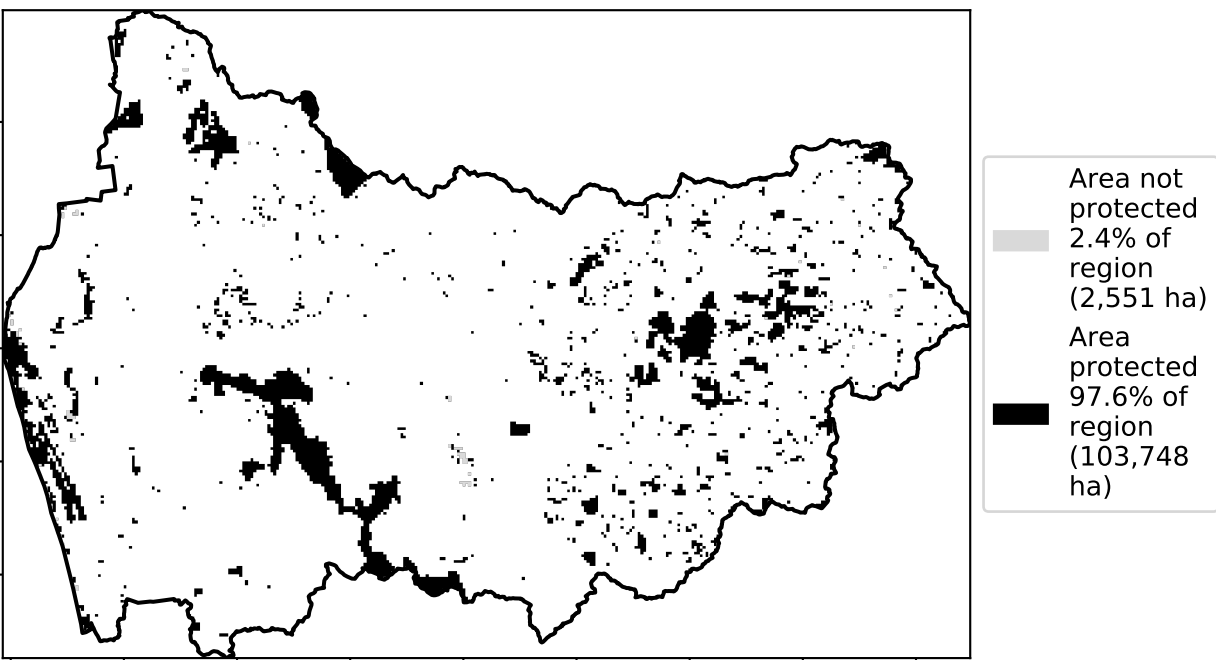 Area not
protected
2.4% of
region
(2,551 ha)
Area
protected
97.6% of
region
(103,748
ha)